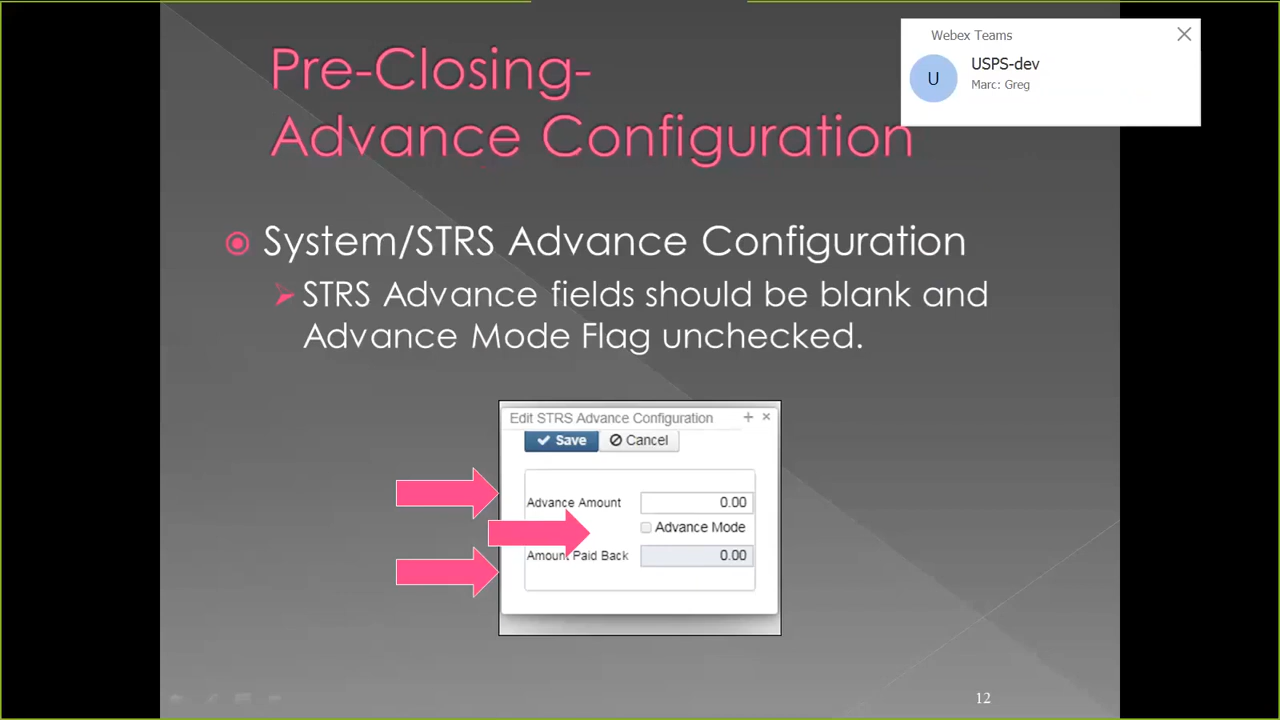 Pre-Closing-
Advance Configuration
Webex Teams
U
USPS-dev
Marc: Greg
System/STRS Advance Configuration
STRS Advance fields should be blank and
Advance Mode Flag unchecked.
Edit STRS Advance Configuration
Save Cancel
Advance Amount 0.00
Advance Mode
Amount Paid Back 0.00
12